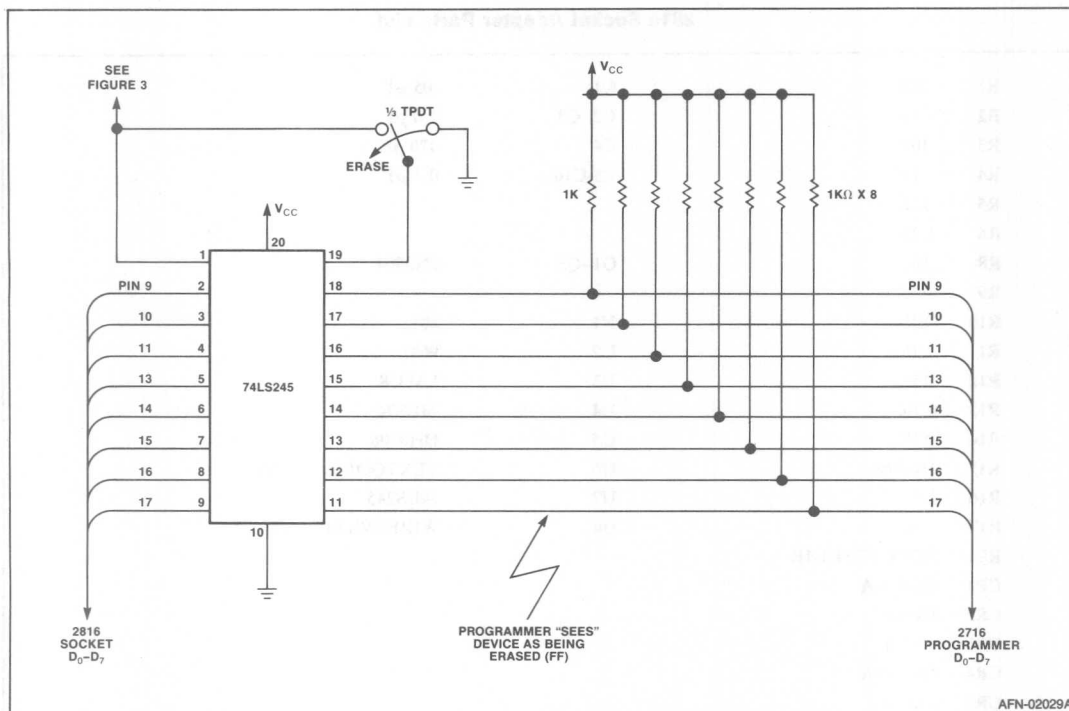 SEE
FIGURE 3
⅓ TPDT
ERASE
V_CC
V_CC
1K
1KΩ X 8
20
1
19
PIN 9
2
18
PIN 9
10
3
17
10
11
4
16
11
13
5
74LS245
15
13
14
6
14
14
15
7
13
15
16
8
12
16
17
9
11
17
10
2816
SOCKET
D₀–D₇
PROGRAMMER "SEES"
DEVICE AS BEING
ERASED (FF)
2716
PROGRAMMER
D₀–D₇
AFN-02029A